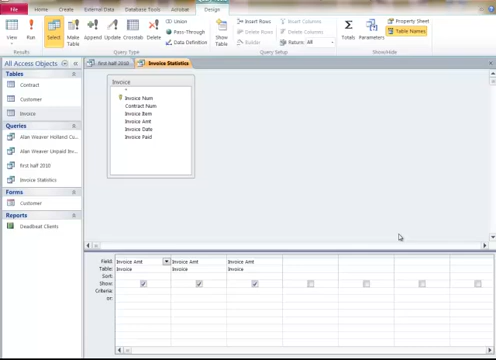 File Home Create External Data Database Tools Acrobat Design
View Run Select Make Table Append Update Crosstab Delete
Union
Pass-Through
Data Definition
Show Table
Insert Rows
Delete Rows
Builder
Insert Columns
Delete Columns
Return: All
Totals Parameters
Property Sheet
Table Names
Results Query Type Query Setup Show/Hide
All Access Objects
first half 2010 Invoice Statistics
Tables
Contract
Customer
Invoice
Queries
Alan Weaver Holland Cu...
Alan Weaver Unpaid Inv...
first half 2010
Invoice Statistics
Forms
Customer
Reports
DeadBeat Clients
Invoice
*
Invoice Num
Contract Num
Invoice Item
Invoice Amt
Invoice Date
Invoice Paid
Field: Invoice Amt Invoice Amt Invoice Amt
Table: Invoice Invoice Invoice
Sort:
Show:
Criteria:
or: